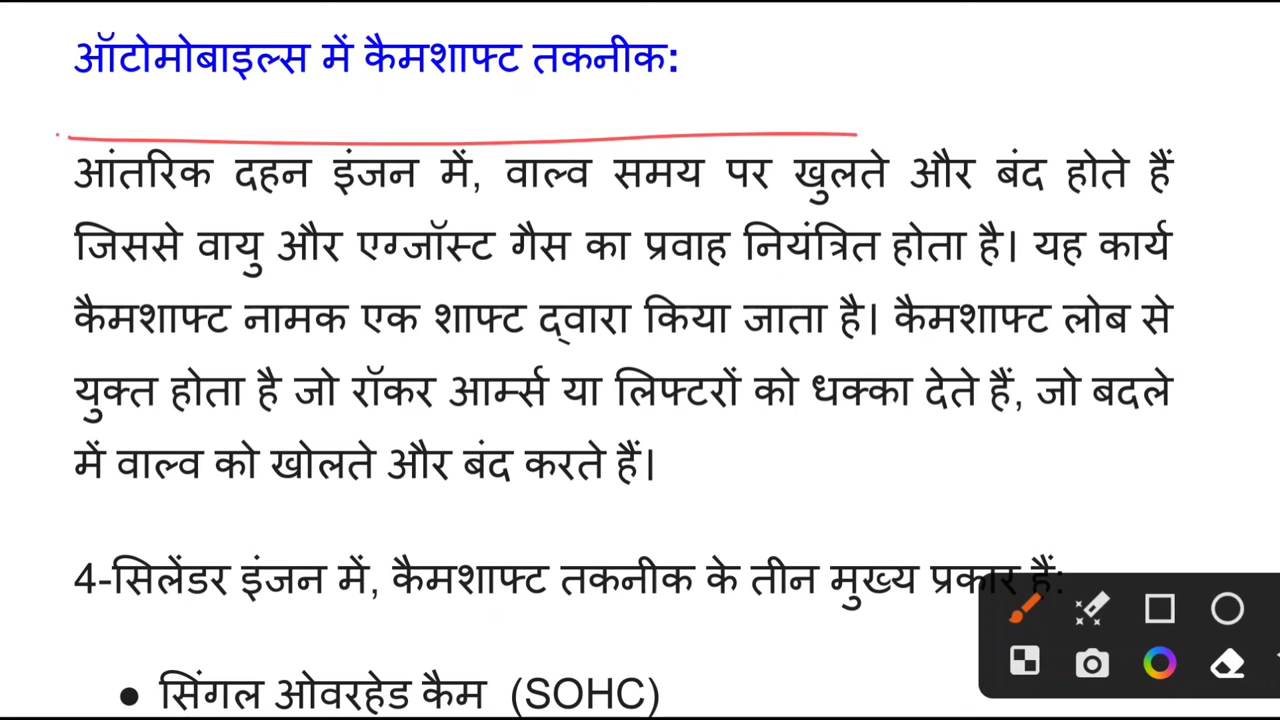 ऑटोमोबाइल्स में कैमशाफ्ट तकनीक:
आंतरिक दहन इंजन में, वाल्व समय पर खुलते और बंद होते हैं
जिससे वायु और एग्जॉस्ट गैस का प्रवाह नियंत्रित होता है। यह कार्य
कैमशाफ्ट नामक एक शाफ्ट द्वारा किया जाता है। कैमशाफ्ट लोब से
युक्त होता है जो रॉकर आर्म्स या लिफ्टरों को धक्का देते हैं, जो बदले
में वाल्व को खोलते और बंद करते हैं।
4-सिलेंडर इंजन में, कैमशाफ्ट तकनीक के तीन मुख्य प्रकार हैं:
● सिंगल ओवरहेड कैम (SOHC)